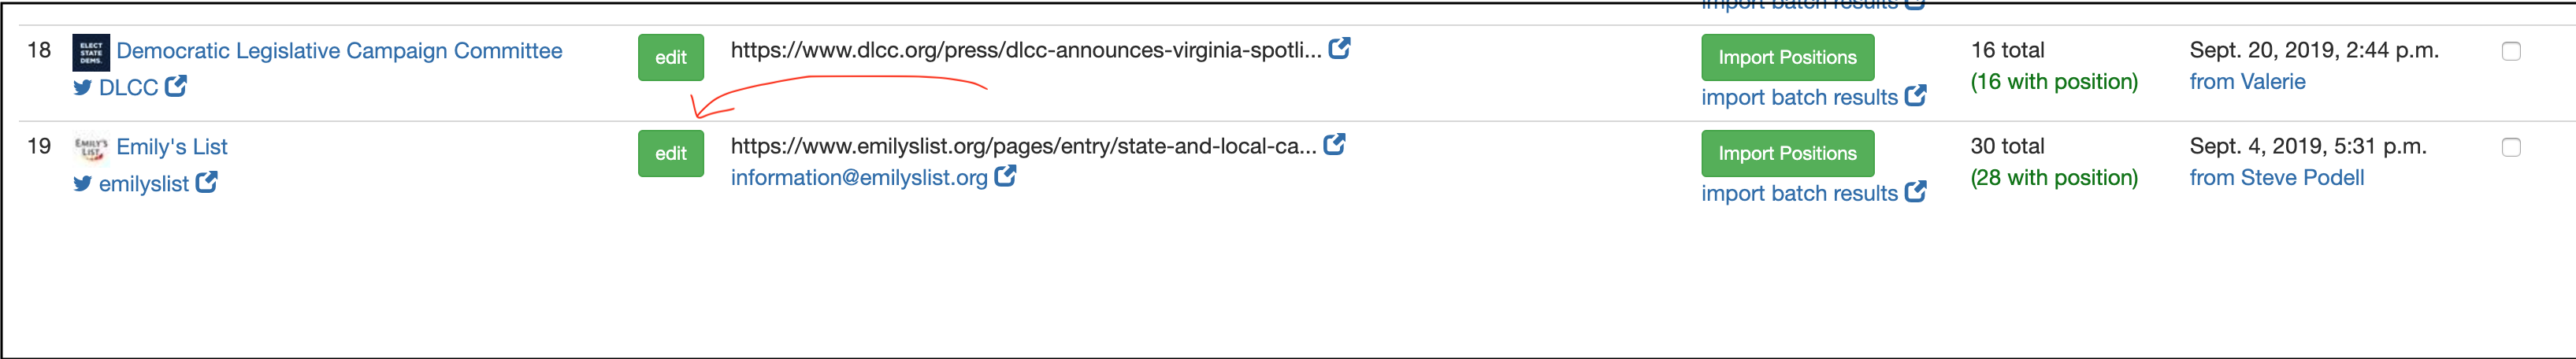 import batch results
18 ELECT STATE DEMS. Democratic Legislative Campaign Committee edit https://www.dlcc.org/press/dlcc-announces-virginia-spotli... Import Positions 16 total Sept. 20, 2019, 2:44 p.m.
DLCC import batch results (16 with position) from Valerie
19 EMILY'S LIST Emily's List edit https://www.emilyslist.org/pages/entry/state-and-local-ca... Import Positions 30 total Sept. 4, 2019, 5:31 p.m.
emilyslist information@emilyslist.org import batch results (28 with position) from Steve Podell